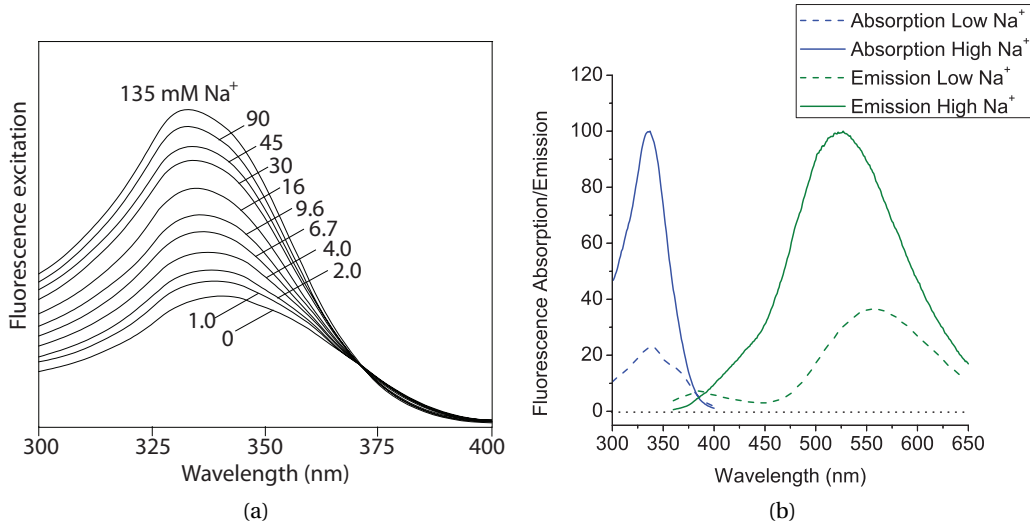 135 mM Na⁺
90
45
30
16
9.6
6.7
4.0
2.0
1.0
0
Fluorescence excitation
300
325
350
375
400
Wavelength (nm)
(a)
Absorption Low Na⁺
Absorption High Na⁺
Emission Low Na⁺
Emission High Na⁺
Fluorescence Absorption/Emission
120
100
80
60
40
20
0
300 350 400 450 500 550 600 650
Wavelength (nm)
(b)